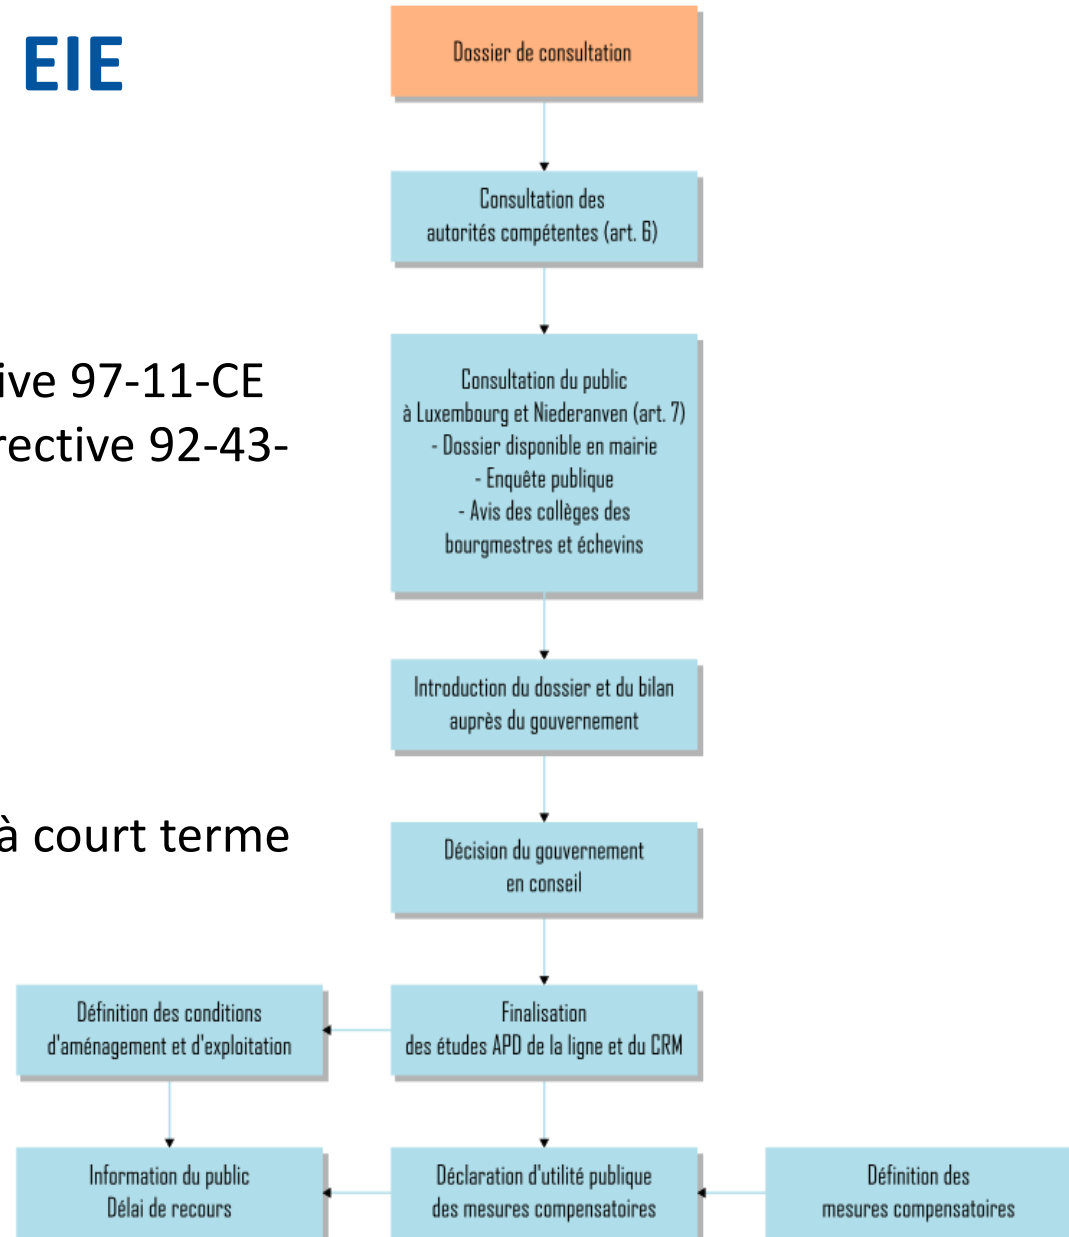 EIE
Dossier de consultation
Consultation des
autorités compétentes (art. 6)
ive 97-11-CE
rective 92-43-
Consultation du public
à Luxembourg et Niederanven (art. 7)
- Dossier disponible en mairie
- Enquête publique
- Avis des collèges des
bourgmestres et échevins
Introduction du dossier et du bilan
auprès du gouvernement
à court terme
Décision du gouvernement
en conseil
Définition des conditions
d'aménagement et d'exploitation
Finalisation
des études APD de la ligne et du CRM
Information du public
Délai de recours
Déclaration d'utilité publique
des mesures compensatoires
Définition des
mesures compensatoires